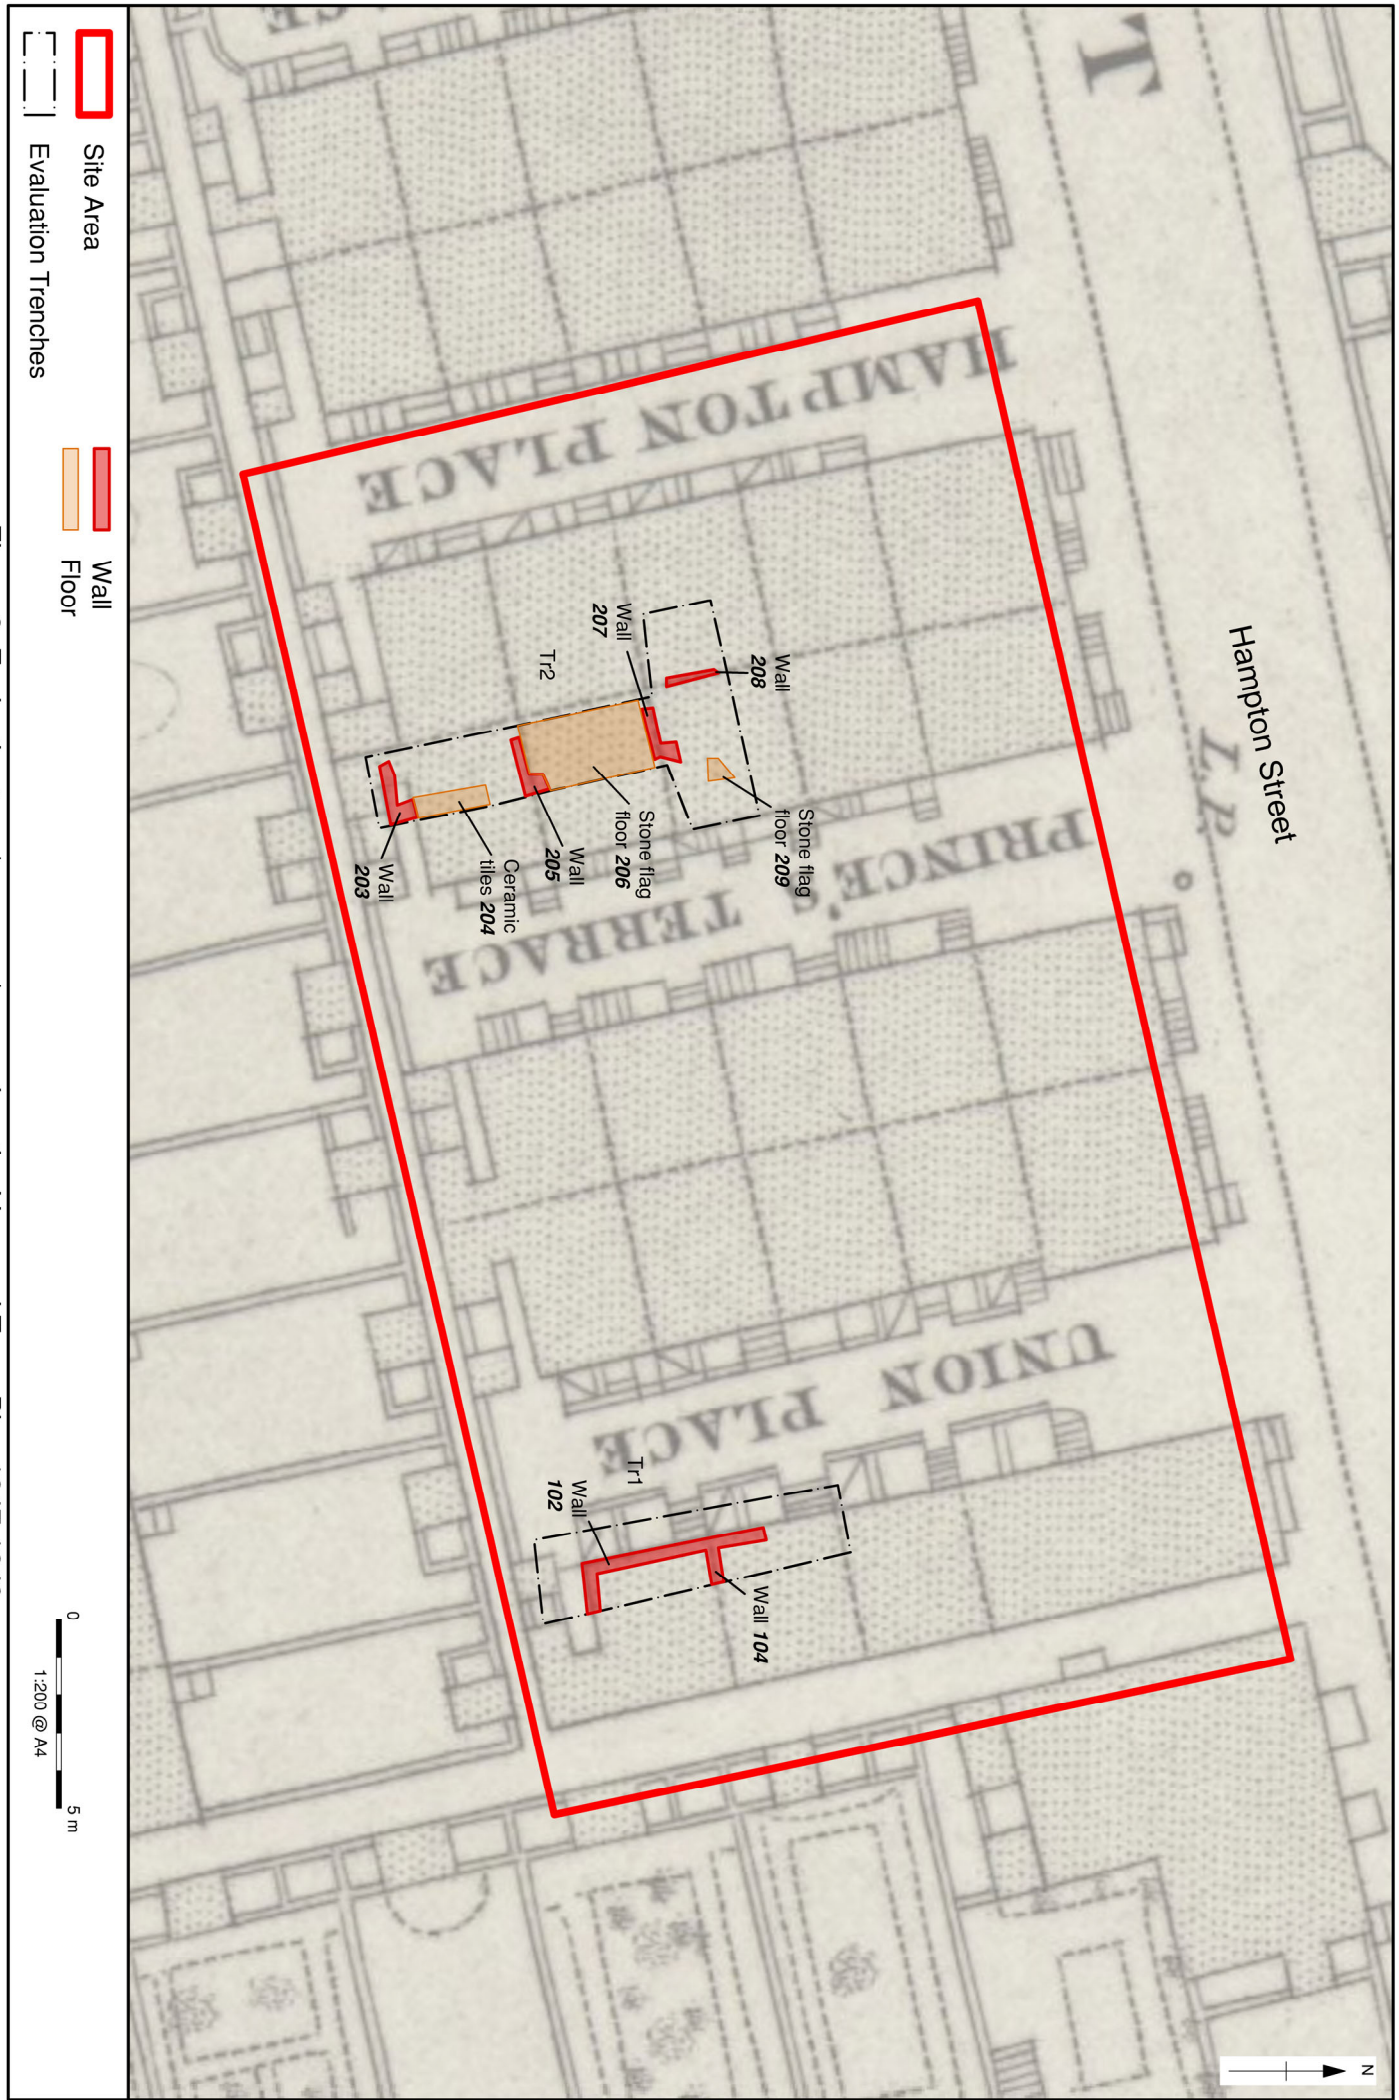 Hampton Street
T
L.P.
PLACE
HAMPTON PLACE
PRINCE'S TERRACE
UNION PLACE
Wall
208
Wall
207
Stone flag
floor 209
Tr2
Stone flag
floor 206
Wall
205
Ceramic
tiles 204
Wall
203
Tr1
Wall
102
Wall 104
N
Site Area
Evaluation Trenches
Wall
Floor
0
5 m
1:200 @ A4